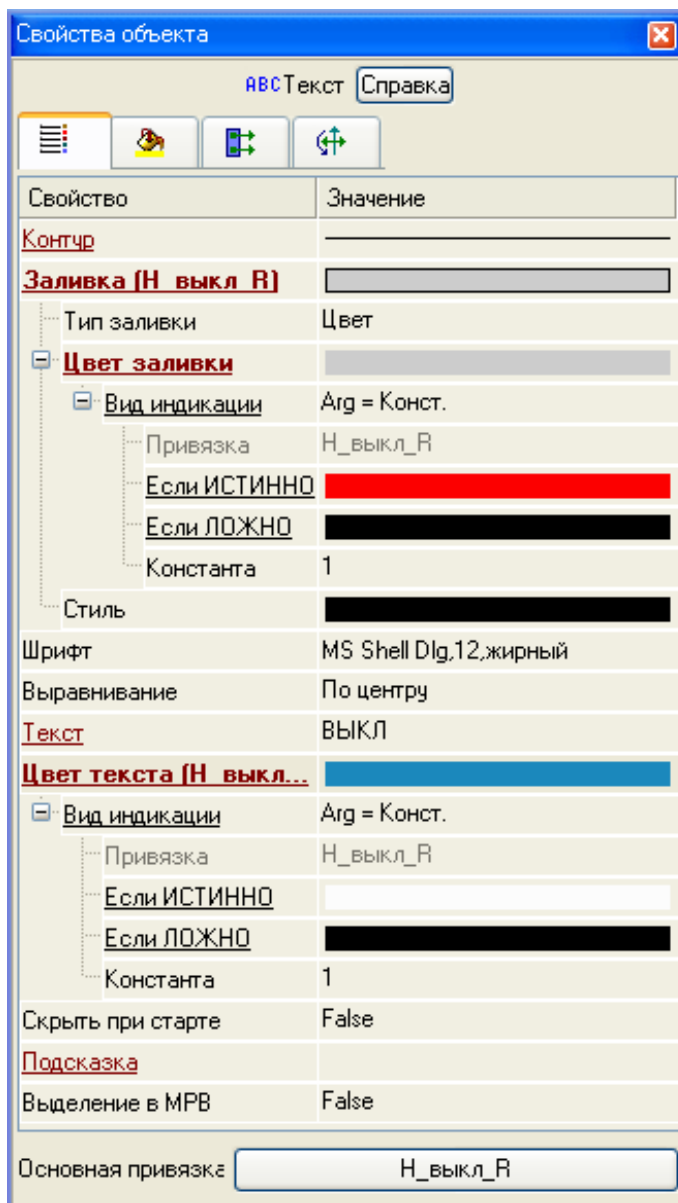 Свойства объекта
ABC Текст Справка
Свойство Значение
Контур
Заливка (Н_выкл_R)
Тип заливки Цвет
Цвет заливки
Вид индикации Arg = Конст.
Привязка Н_выкл_R
Если ИСТИННО
Если ЛОЖНО
Константа 1
Стиль
Шрифт MS Shell Dlg,12,жирный
Выравнивание По центру
Текст ВЫКЛ
Цвет текста (Н_выкл...
Вид индикации Arg = Конст.
Привязка Н_выкл_R
Если ИСТИННО
Если ЛОЖНО
Константа 1
Скрыть при старте False
Подсказка
Выделение в МРВ False
Основная привязка Н_выкл_R